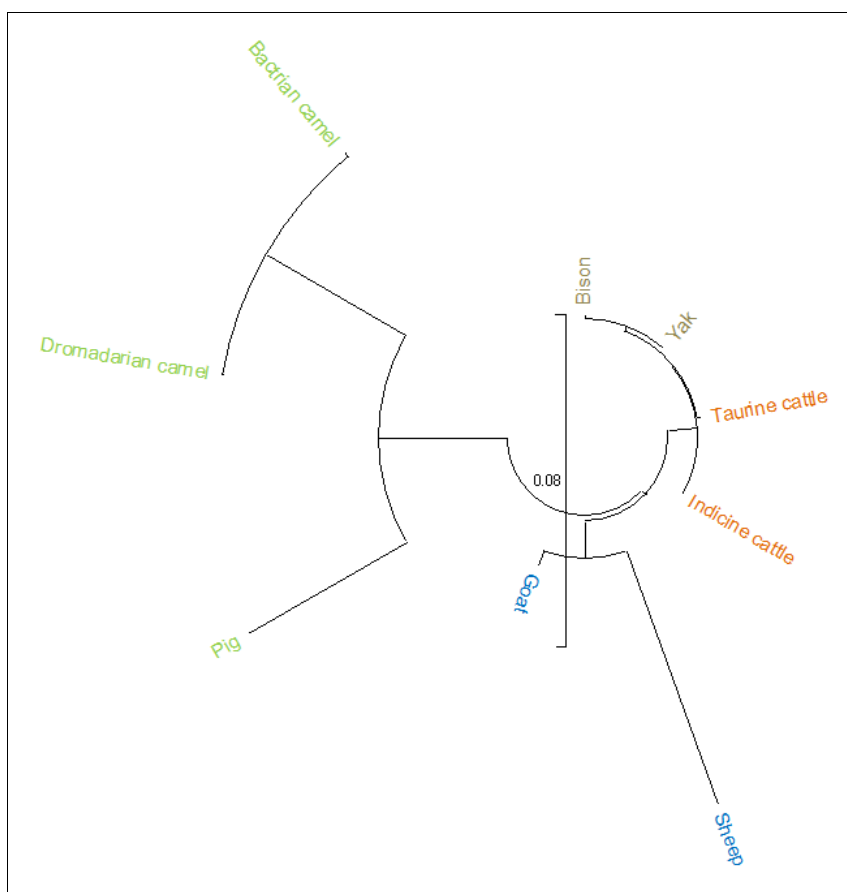 Bactrian camel
Bison
Yak
Dromadarian camel
Taurine cattle
0.08
Indicine cattle
Goat
Pig
Sheep